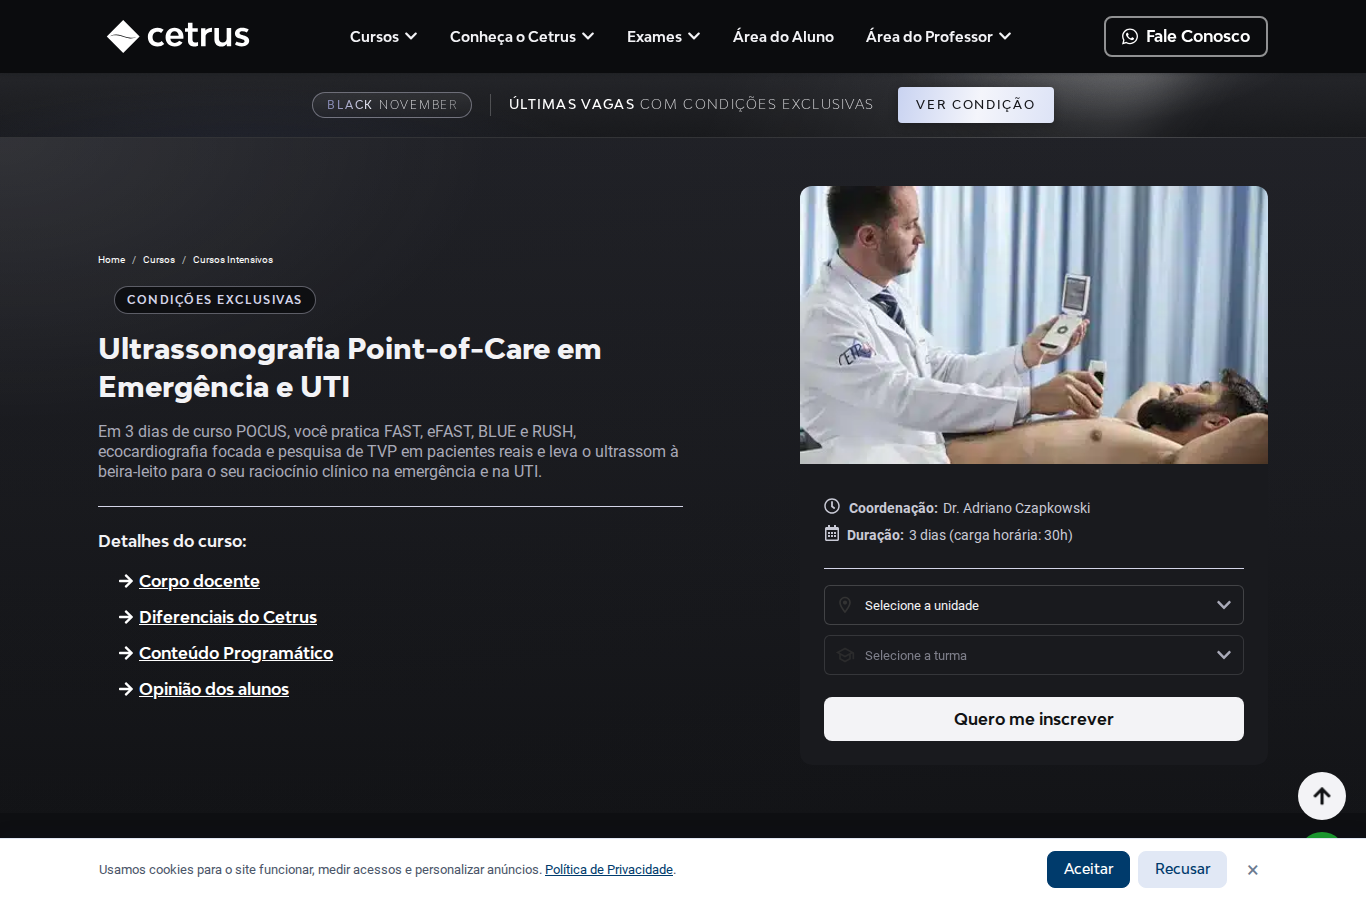 cetrus
Cursos
Conheça o Cetrus
Exames
Área do Aluno
Área do Professor
Fale Conosco
BLACK NOVEMBER
ÚLTIMAS VAGAS COM CONDIÇÕES EXCLUSIVAS
VER CONDIÇÃO
Home / Cursos / Cursos Intensivos
CONDIÇÕES EXCLUSIVAS
Ultrassonografia Point-of-Care em
Emergência e UTI
Em 3 dias de curso POCUS, você pratica FAST, eFAST, BLUE e RUSH,
ecocardiografia focada e pesquisa de TVP em pacientes reais e leva o ultrassom à
beira-leito para o seu raciocínio clínico na emergência e na UTI.
Detalhes do curso:
Corpo docente
Diferenciais do Cetrus
Conteúdo Programático
Opinião dos alunos
Coordenação: Dr. Adriano Czapkowski
Duração: 3 dias (carga horária: 30h)
Selecione a unidade
Selecione a turma
Quero me inscrever
Usamos cookies para o site funcionar, medir acessos e personalizar anúncios. Política de Privacidade.
Aceitar
Recusar